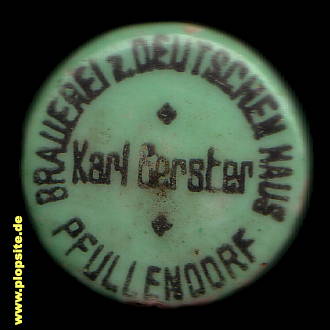 BRAUEREI z. DEUTSCHEN HAUS
Karl Gerster
PFULLENDORF
www.plopsite.de